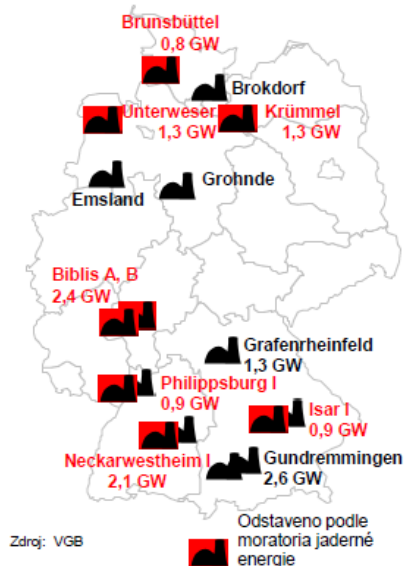 Brunsbüttel
0,8 GW
Brokdorf
Unterweser
1,3 GW
Krümmel
1,3 GW
Emsland
Grohnde
Biblis A, B
2,4 GW
Grafenrheinfeld
1,3 GW
Philippsburg I
0,9 GW
Isar I
0,9 GW
Neckarwestheim I
2,1 GW
Gundremmingen
2,6 GW
Zdroj: VGB
Odstaveno podle
moratoria jaderné
energie